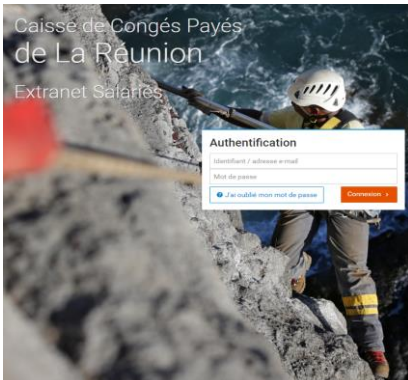 Caisse de Congés Payés
de La Réunion
Extranet Salariés
Authentification
Identifiant / adresse e-mail
Mot de passe
J'ai oublié mon mot de passe
Connexion